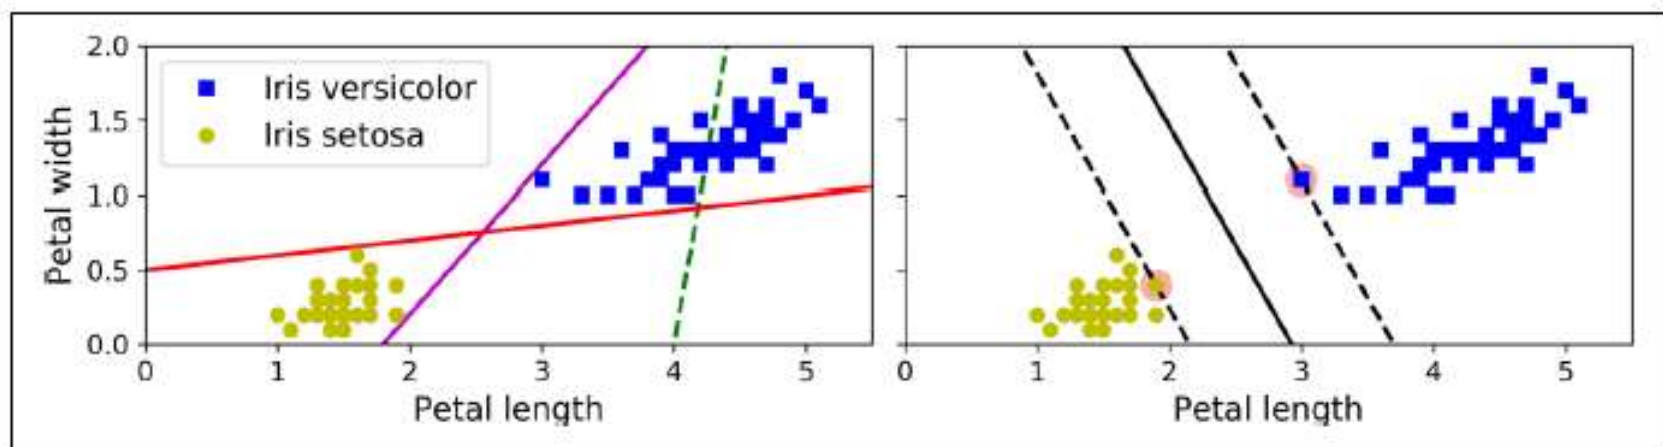 2.0
1.5
1.0
0.5
0.0
Petal width
Iris versicolor
Iris setosa
0 1 2 3 4 5
Petal length
0 1 2 3 4 5
Petal length